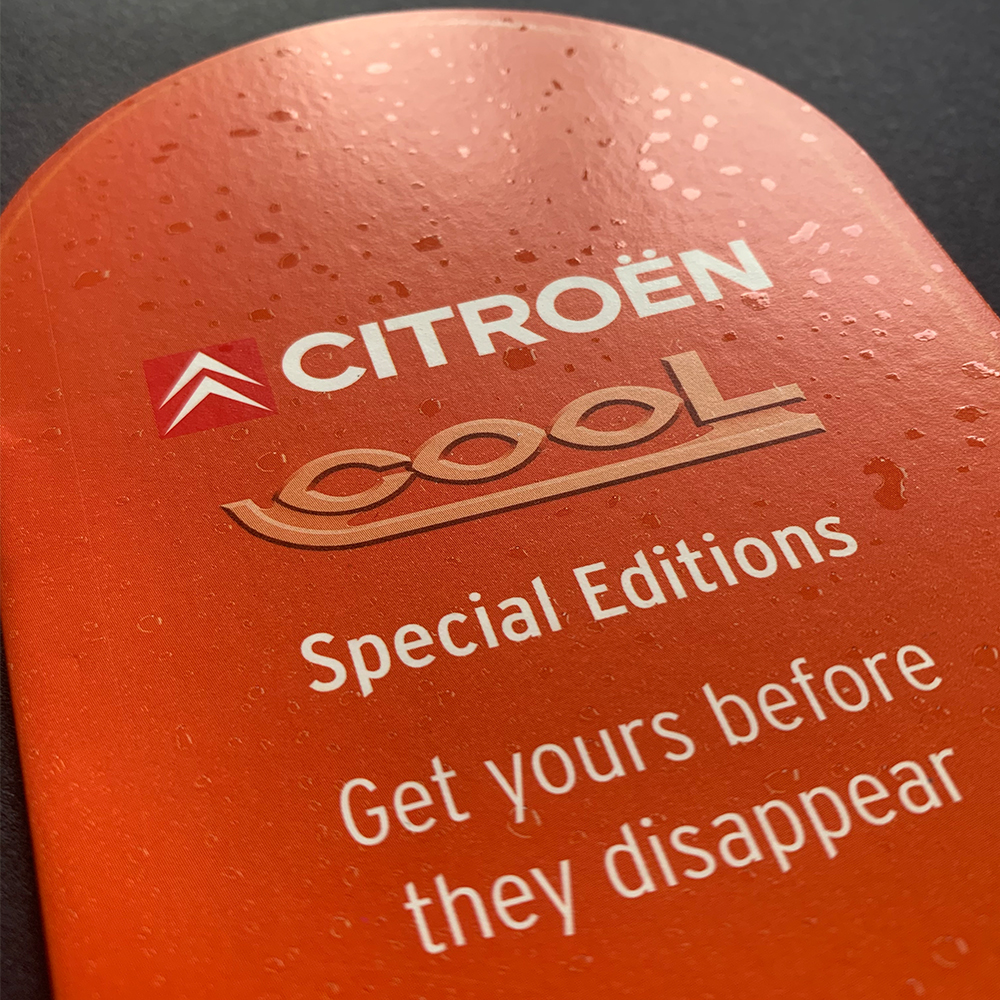 CITROËN
COOL
Special Editions
Get yours before
they disappear